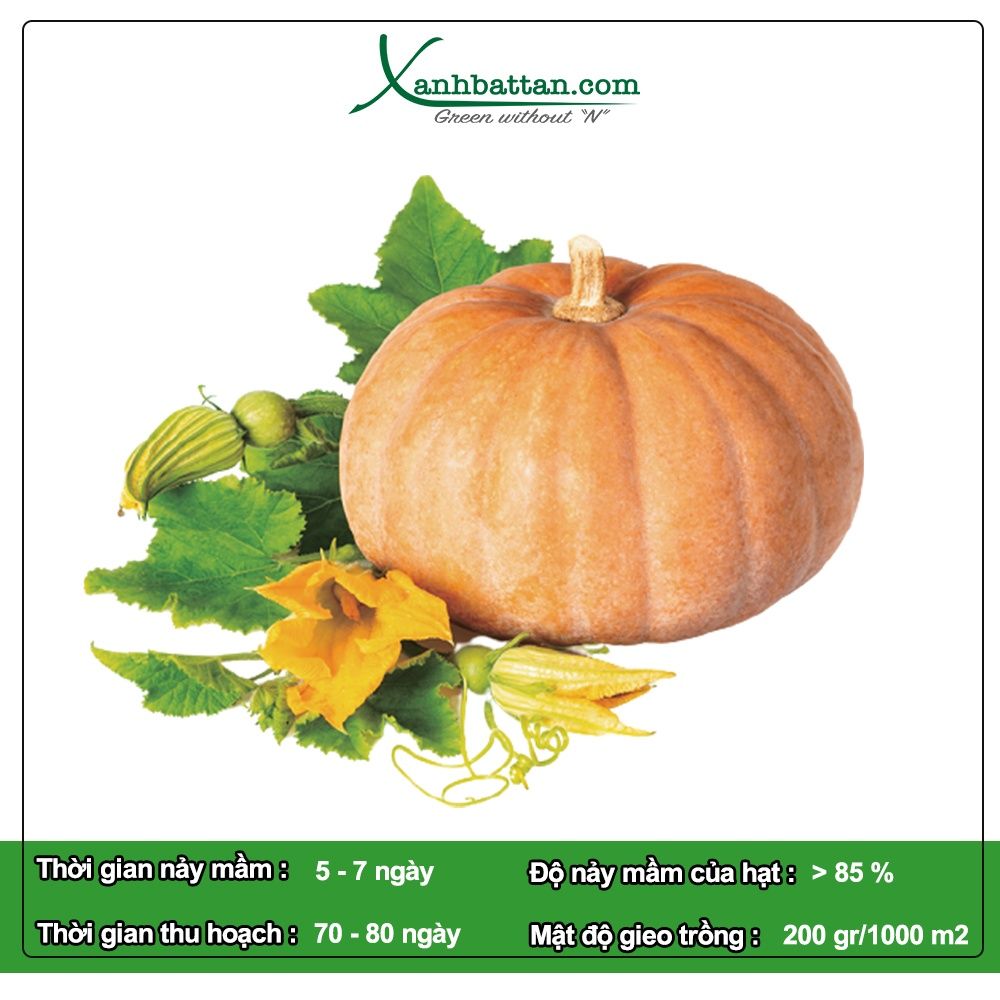 Xanhbattan.com
Green without "N"
Thời gian nảy mầm : 5 - 7 ngày
Độ nảy mầm của hạt : > 85 %
Thời gian thu hoạch : 70 - 80 ngày
Mật độ gieo trồng : 200 gr/1000 m2